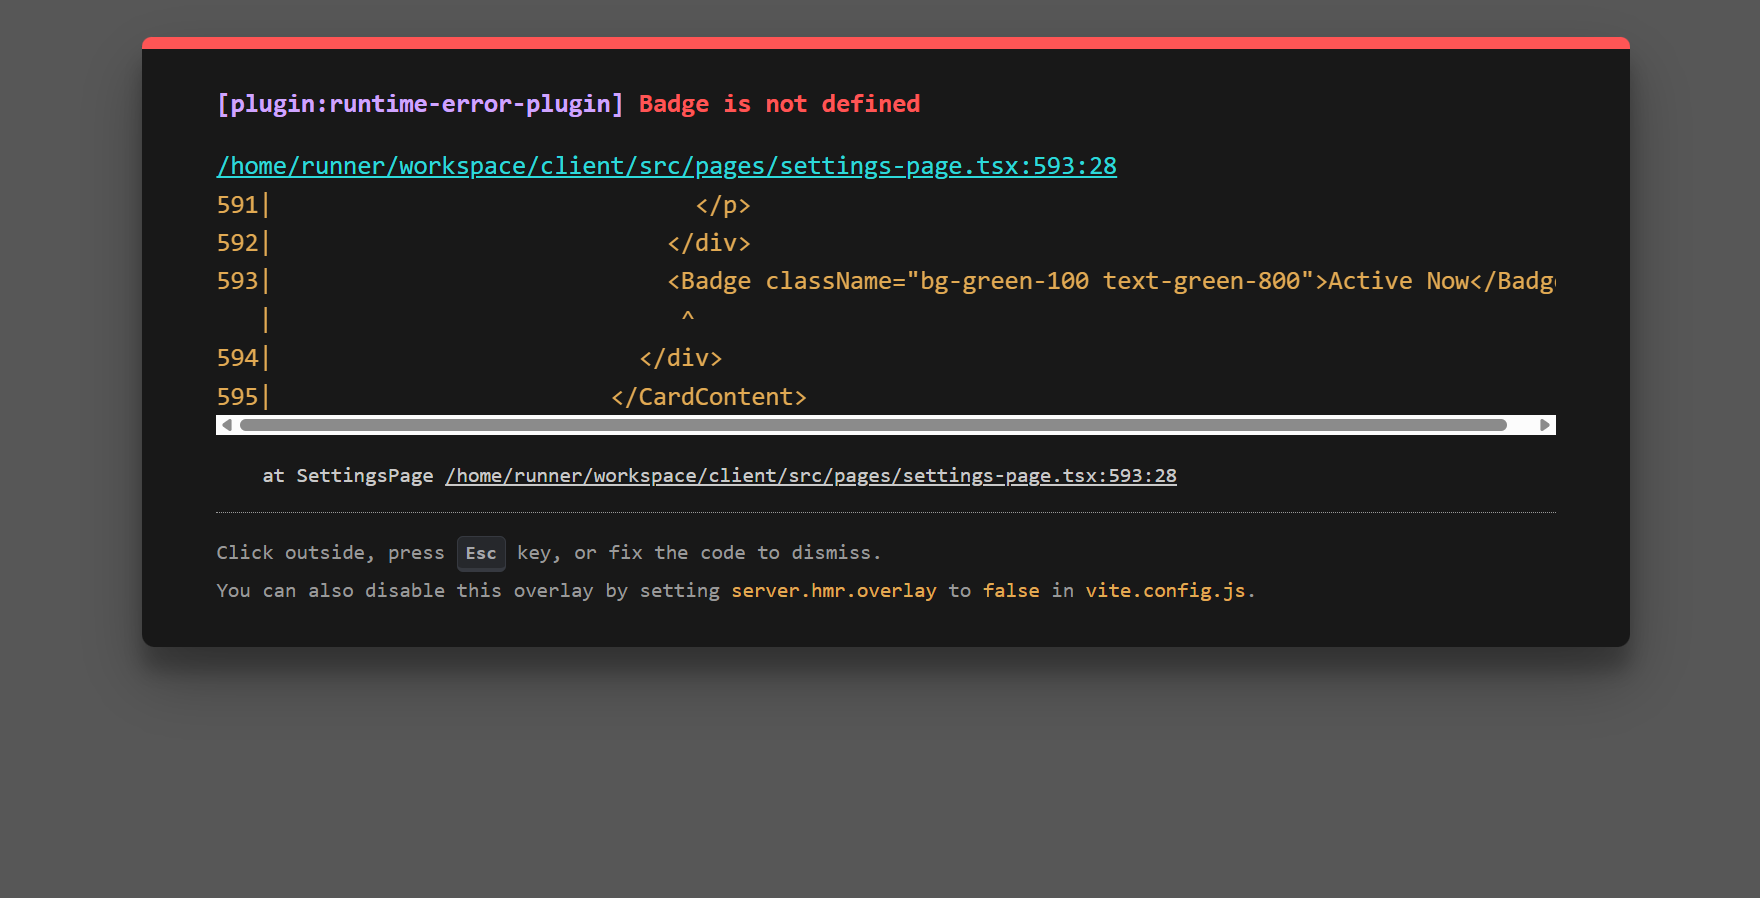 [plugin:runtime-error-plugin] Badge is not defined
/home/runner/workspace/client/src/pages/settings-page.tsx:593:28
591|                              </p>
592|                            </div>
593|                            <Badge className="bg-green-100 text-green-800">Active Now</Badge
   |                             ^
594|                          </div>
595|                        </CardContent>
at SettingsPage /home/runner/workspace/client/src/pages/settings-page.tsx:593:28
Click outside, press Esc key, or fix the code to dismiss.
You can also disable this overlay by setting server.hmr.overlay to false in vite.config.js.